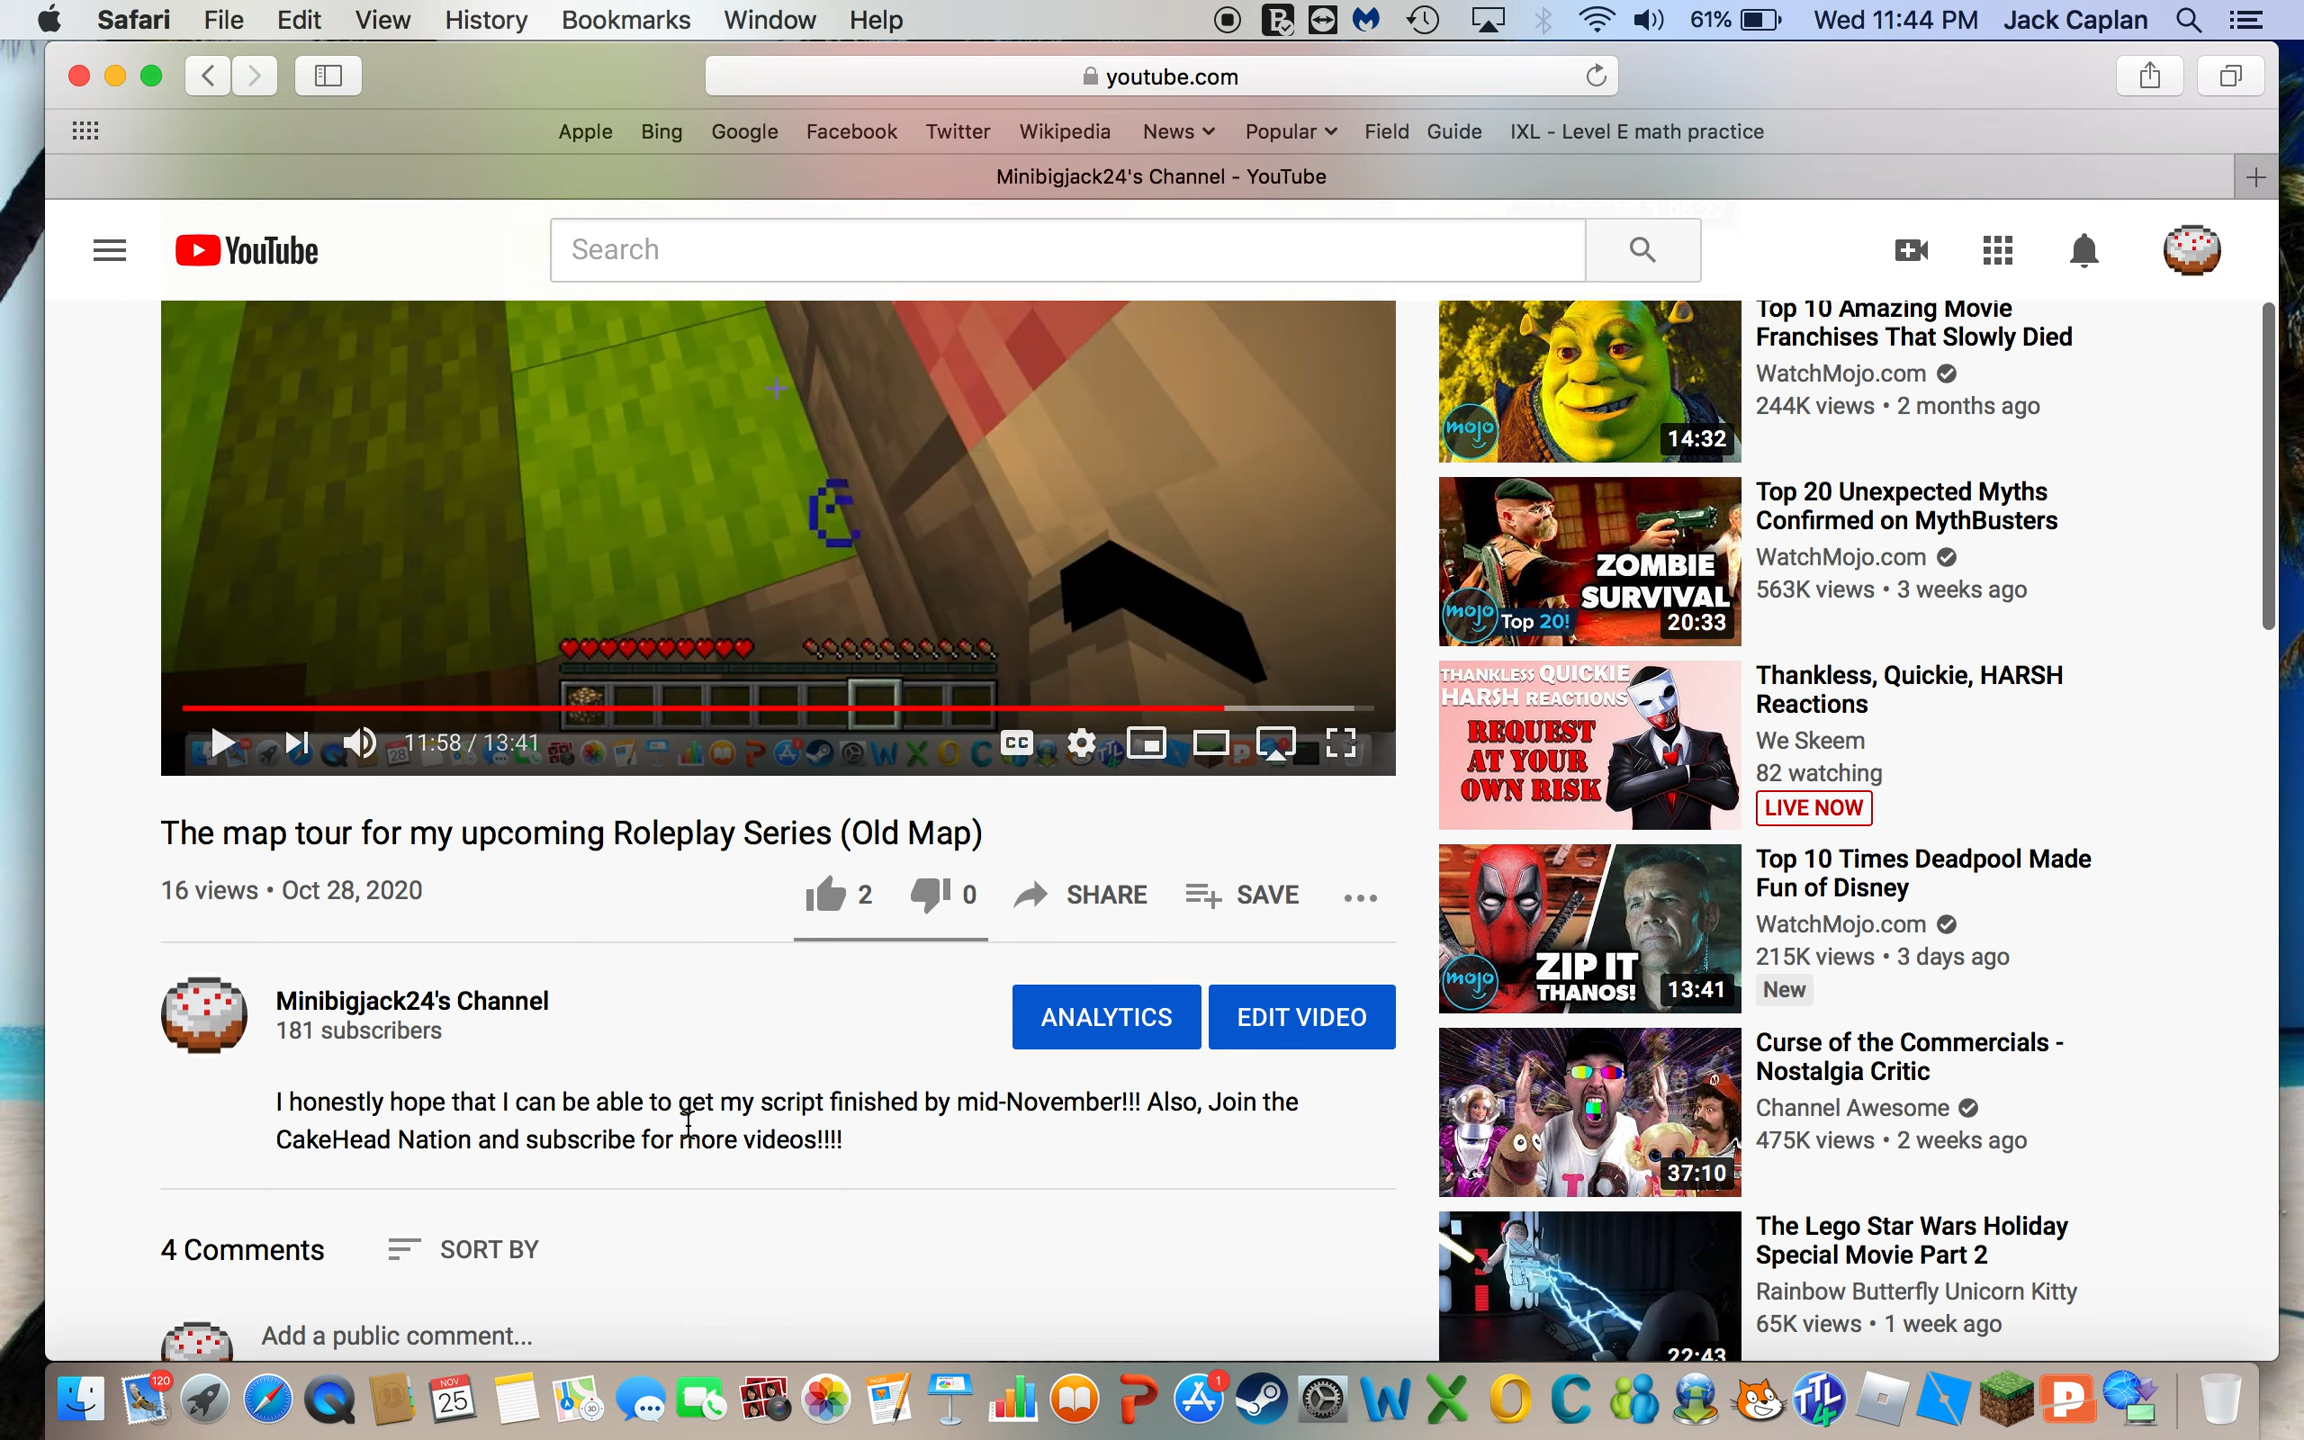 Safari File Edit View History Bookmarks Window Help 61% Wed 11:44 PM Jack Caplan
youtube.com
Apple Bing Google Facebook Twitter Wikipedia News Popular Field Guide IXL - Level E math practice
Minibigjack24's Channel - YouTube
YouTube
Search
11:58 / 13:41
CC
The map tour for my upcoming Roleplay Series (Old Map)
16 views • Oct 28, 2020
2 0 SHARE SAVE
Minibigjack24's Channel
181 subscribers
ANALYTICS EDIT VIDEO
I honestly hope that I can be able to get my script finished by mid-November!!! Also, Join the
CakeHead Nation and subscribe for more videos!!!!
4 Comments SORT BY
Add a public comment...
mojo
14:32
Top 10 Amazing Movie
Franchises That Slowly Died
WatchMojo.com
244K views • 2 months ago
ZOMBIE
SURVIVAL
mojo Top 20!
20:33
Top 20 Unexpected Myths
Confirmed on MythBusters
WatchMojo.com
563K views • 3 weeks ago
THANKLESS QUICKIE
HARSH REACTIONS
REQUEST
AT YOUR
OWN RISK
Thankless, Quickie, HARSH
Reactions
We Skeem
82 watching
LIVE NOW
mojo
ZIP IT
THANOS!
13:41
Top 10 Times Deadpool Made
Fun of Disney
WatchMojo.com
215K views • 3 days ago
New
37:10
Curse of the Commercials -
Nostalgia Critic
Channel Awesome
475K views • 2 weeks ago
22:43
The Lego Star Wars Holiday
Special Movie Part 2
Rainbow Butterfly Unicorn Kitty
65K views • 1 week ago
120
NOV
25
3D
1
TTL
4